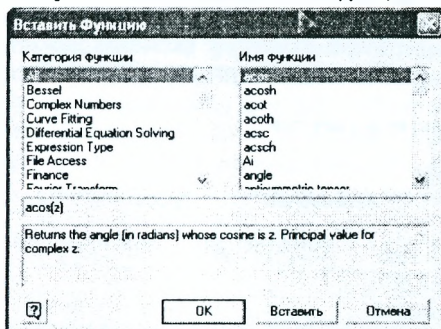 Вставить Функцию
Категория функции
All
Bessel
Complex Numbers
Curve Fitting
Differential Equation Solving
Expression Type
File Access
Finance
Fourier Transform
Имя функции
acos
acosh
acot
acoth
acsc
acsch
Ai
angle
antisymmetric tensor
acos(z)
Returns the angle (in radians) whose cosine is z. Principal value for
complex z.
OK
Вставить
Отмена